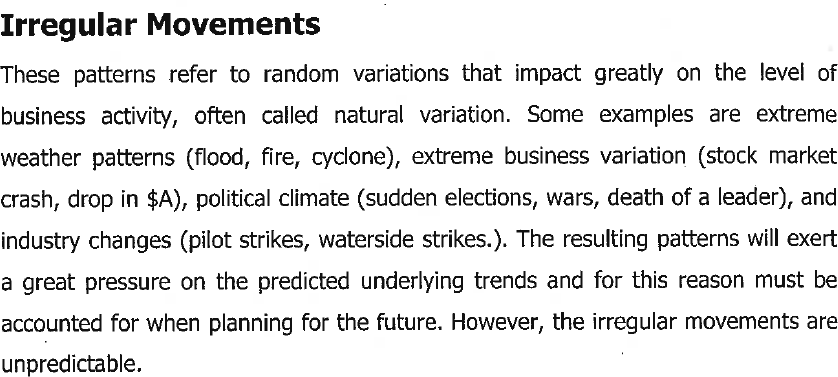 Irregular Movements
These patterns refer to random variations that impact greatly on the level of
business activity, often called natural variation. Some examples are extreme
weather patterns (flood, fire, cyclone), extreme business variation (stock market
crash, drop in $A), political climate (sudden elections, wars, death of a leader), and
industry changes (pilot strikes, waterside strikes.). The resulting patterns will exert
a great pressure on the predicted underlying trends and for this reason must be
accounted for when planning for the future. However, the irregular movements are
unpredictable.